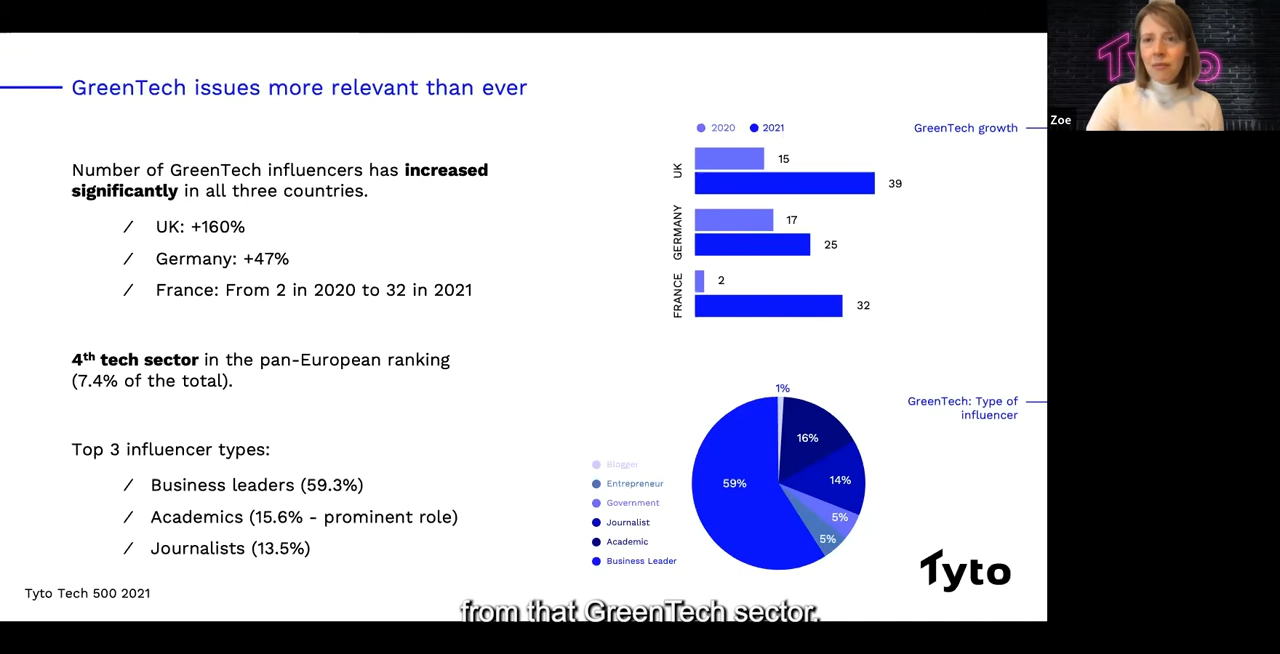 GreenTech issues more relevant than ever
Number of GreenTech influencers has increased
significantly in all three countries.
/ UK: +160%
/ Germany: +47%
/ France: From 2 in 2020 to 32 in 2021
4th tech sector in the pan-European ranking
(7.4% of the total).
Top 3 influencer types:
/ Business leaders (59.3%)
/ Academics (15.6% - prominent role)
/ Journalists (13.5%)
Tyto Tech 500 2021
2020 2021
GreenTech growth
UK
15
39
GERMANY
17
25
FRANCE
2
32
GreenTech: Type of
influencer
1%
16%
14%
5%
5%
59%
Blogger
Entrepreneur
Government
Journalist
Academic
Business Leader
Tyto
from that GreenTech sector.
Tyto
Zoe